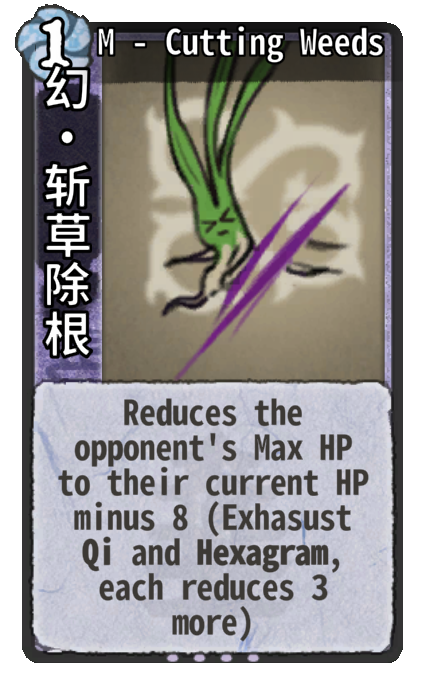 1
M - Cutting Weeds
幻・斩草除根
Reduces the
opponent's Max HP
to their current HP
minus 8 (Exhasust
Qi and Hexagram,
each reduces 3
more)